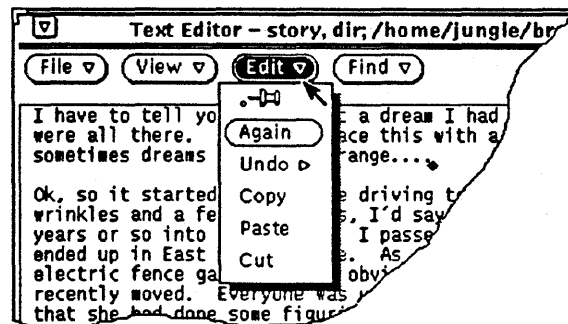 Text Editor – story, dir; /home/jungle/br
File View Edit Find
Again
Undo
Copy
Paste
Cut
I have to tell yo t a dream I had
were all there. ace this with a
sometimes dreams range....
Ok, so it started e driving to
wrinkles and a fe s, I'd say
years or so into I passe
ended up in East e. As
electric fence ga obvi
recently moved. Everyone was
that she had done some figuri